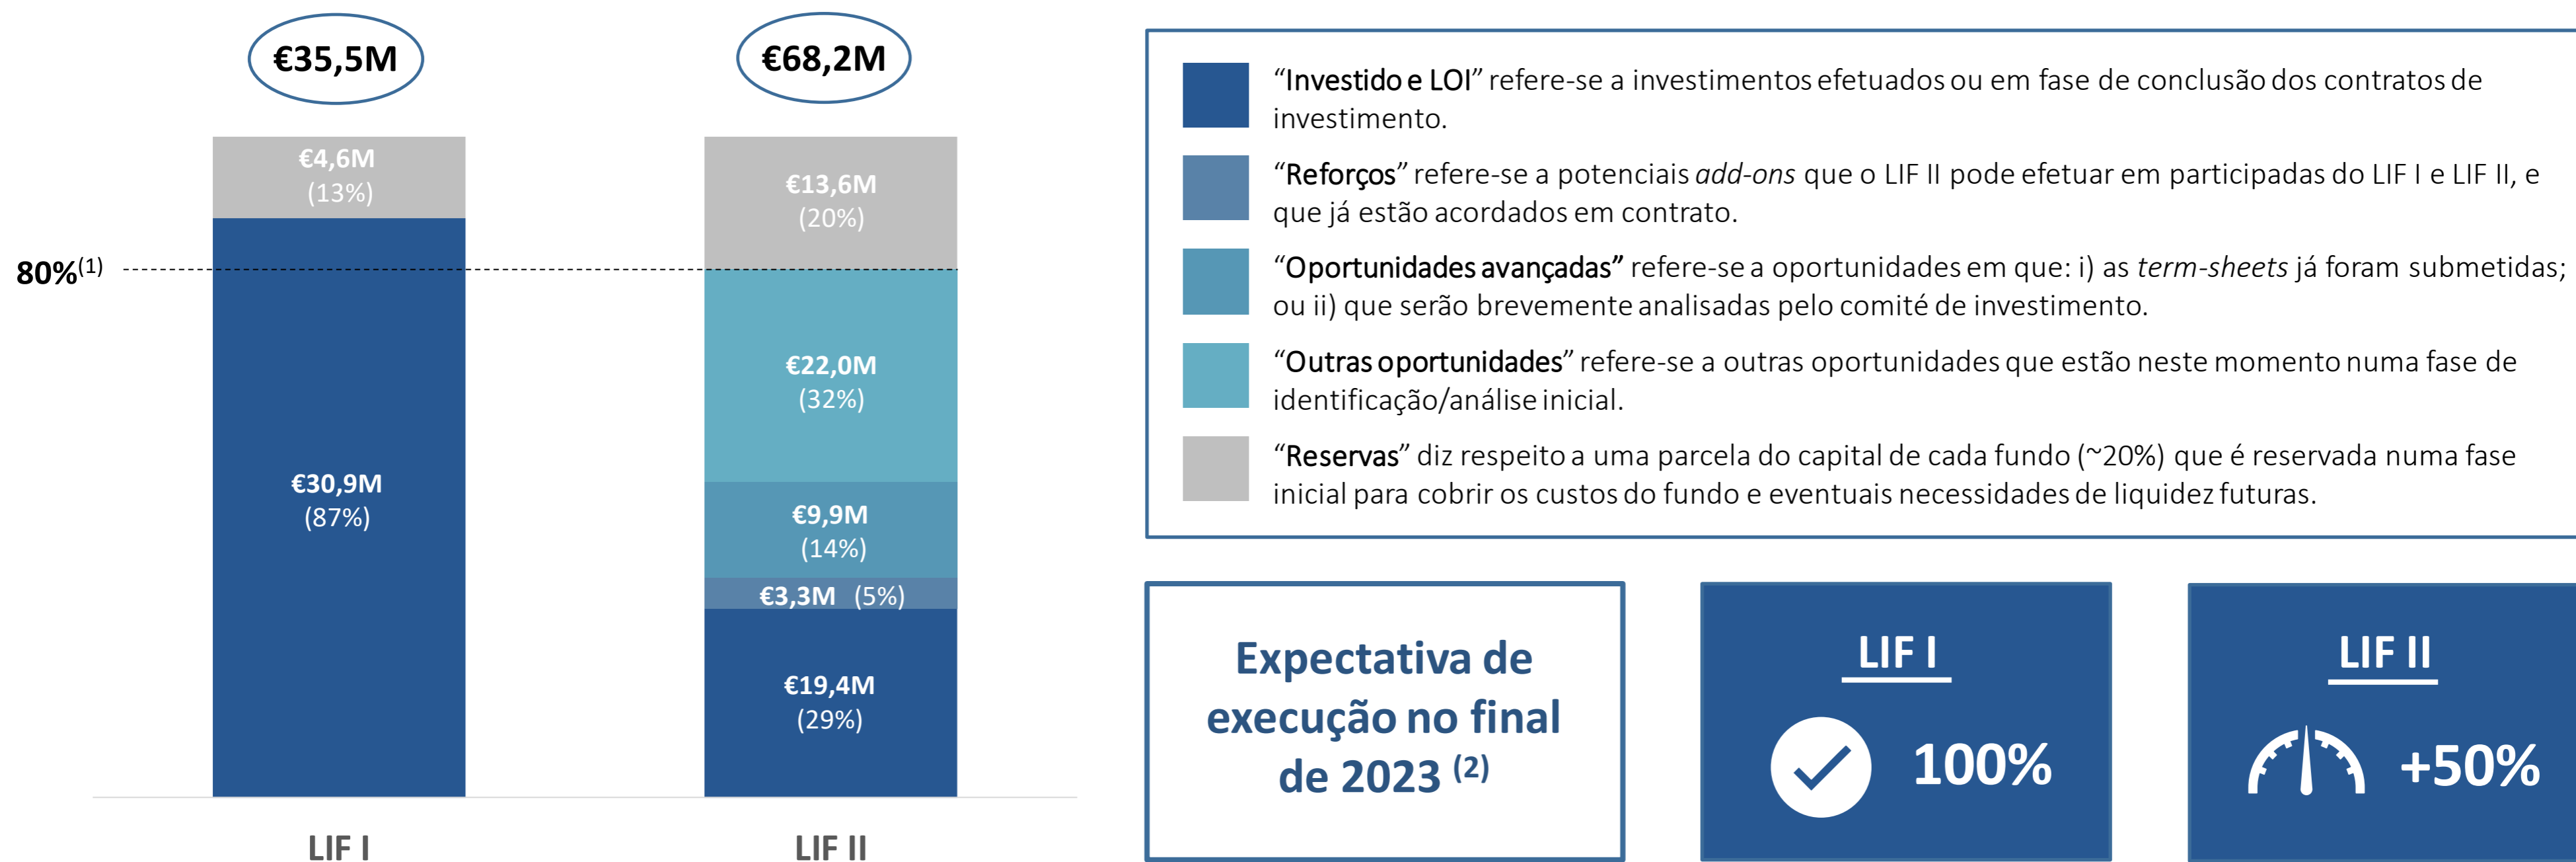 €35,5M
€68,2M
€4,6M
(13%)
€13,6M
(20%)
80%(1)
€22,0M
(32%)
€30,9M
(87%)
€9,9M
(14%)
€3,3M (5%)
€19,4M
(29%)
LIF I
LIF II
“Investido e LOI” refere-se a investimentos efetuados ou em fase de conclusão dos contratos de
investimento.
“Reforços” refere-se a potenciais add-ons que o LIF II pode efetuar em participadas do LIF I e LIF II, e
que já estão acordados em contrato.
“Oportunidades avançadas” refere-se a oportunidades em que: i) as term-sheets já foram submetidas;
ou ii) que serão brevemente analisadas pelo comité de investimento.
“Outras oportunidades” refere-se a outras oportunidades que estão neste momento numa fase de
identificação/análise inicial.
“Reservas” diz respeito a uma parcela do capital de cada fundo (~20%) que é reservada numa fase
inicial para cobrir os custos do fundo e eventuais necessidades de liquidez futuras.
Expectativa de
execução no final
de 2023 (2)
LIF I
100%
LIF II
+50%